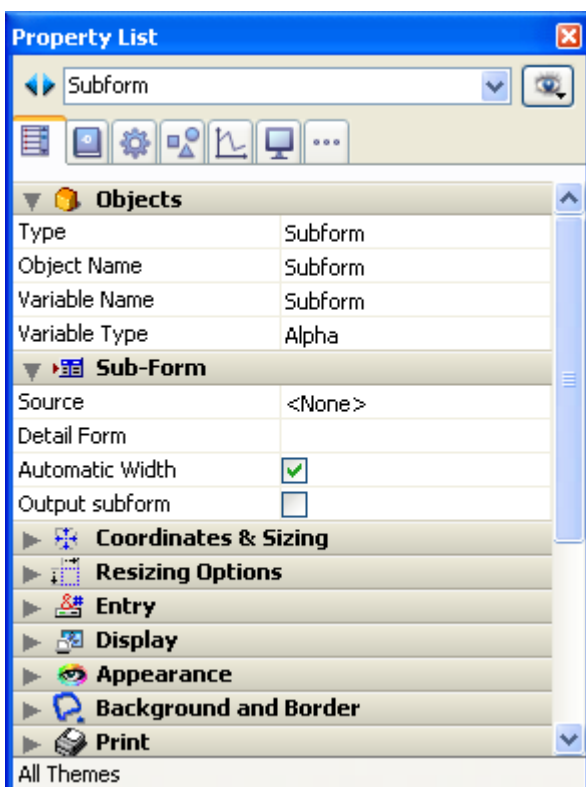 Property List
Subform
Objects
Type Subform
Object Name Subform
Variable Name Subform
Variable Type Alpha
Sub-Form
Source <None>
Detail Form
Automatic Width
Output subform
Coordinates & Sizing
Resizing Options
Entry
Display
Appearance
Background and Border
Print
All Themes